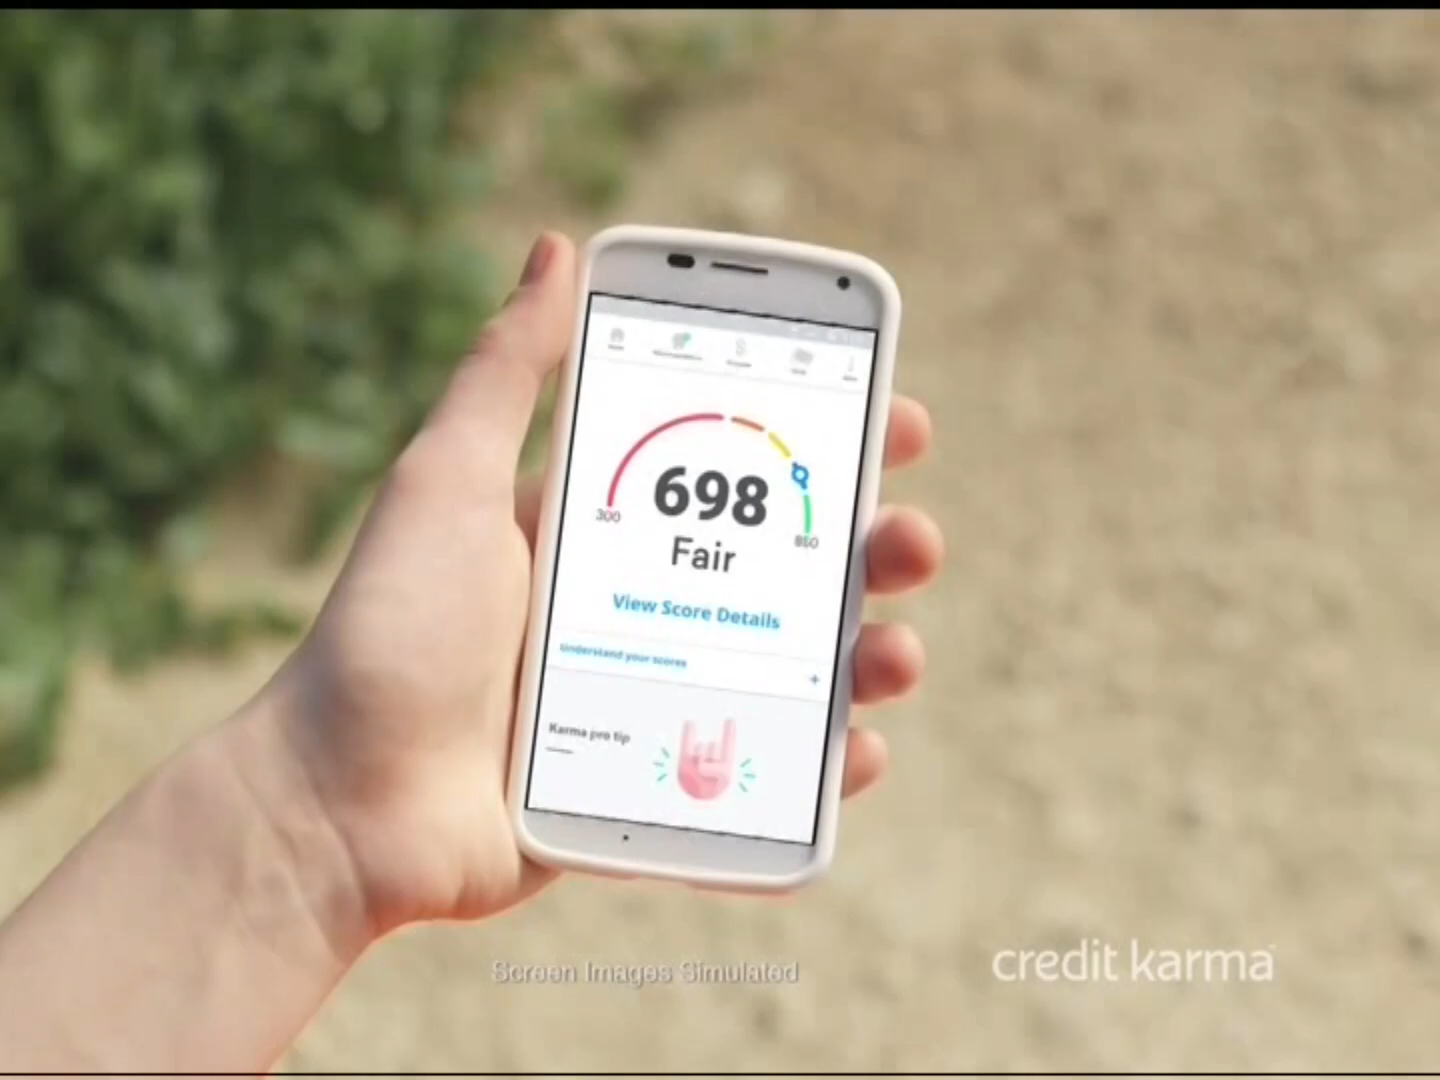 300
698
850
Fair
View Score Details
Understand your scores
+
Karma pro tip
Screen Images Simulated
credit karma